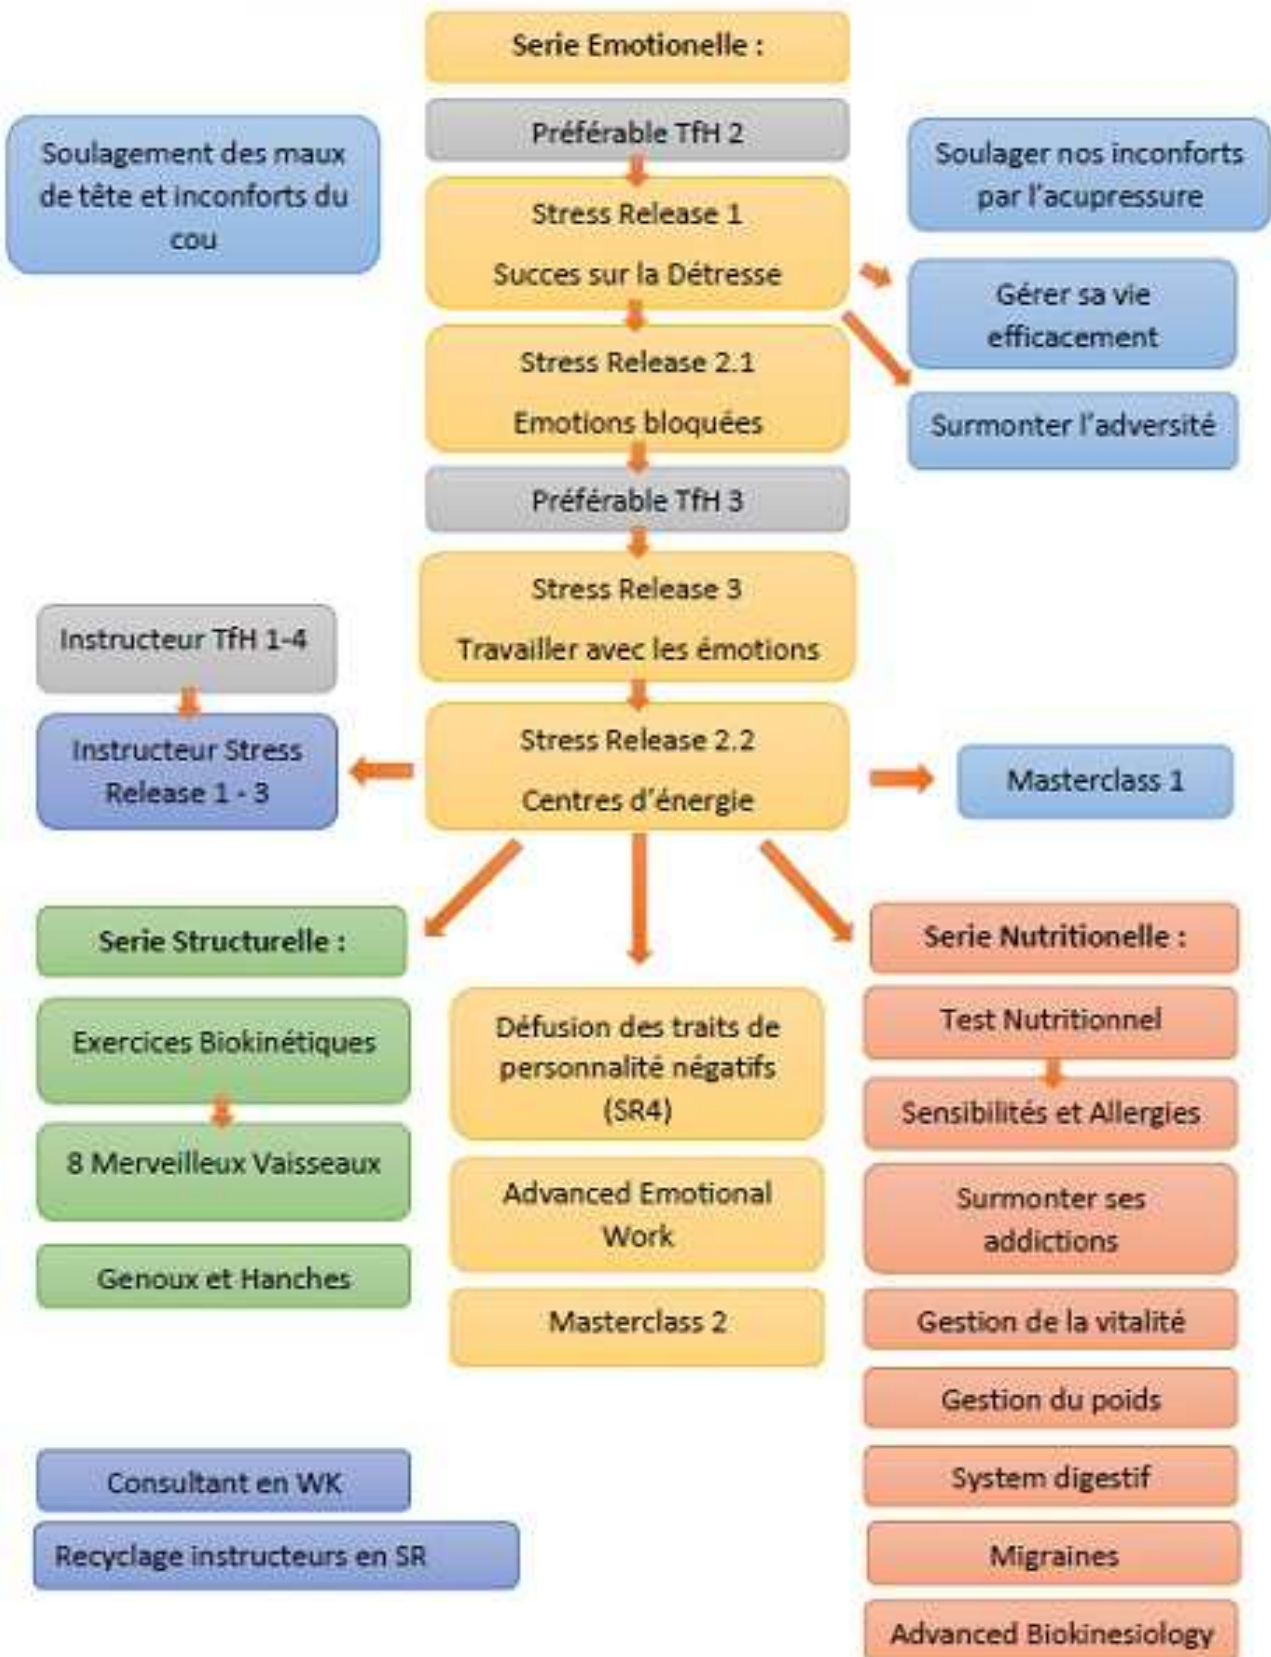 Serie Emotionelle :
Préférable TfH 2
Soulagement des maux
de tête et inconforts du
cou
Soulager nos inconforts
par l'acupressure
Stress Release 1
Succes sur la Détresse
Gérer sa vie
efficacement
Stress Release 2.1
Emotions bloquées
Surmonter l'adversité
Préférable TfH 3
Stress Release 3
Travailler avec les émotions
Instructeur TfH 1-4
Instructeur Stress
Release 1 - 3
Stress Release 2.2
Centres d'énergie
Masterclass 1
Serie Structurelle :
Exercices Biokinétiques
8 Merveilleux Vaisseaux
Genoux et Hanches
Défusion des traits de
personnalité négatifs
(SR4)
Advanced Emotional
Work
Masterclass 2
Serie Nutritionelle :
Test Nutritionnel
Sensibilités et Allergies
Surmonter ses
addictions
Gestion de la vitalité
Gestion du poids
System digestif
Migraines
Advanced Biokinesiology
Consultant en WK
Recyclage instructeurs en SR